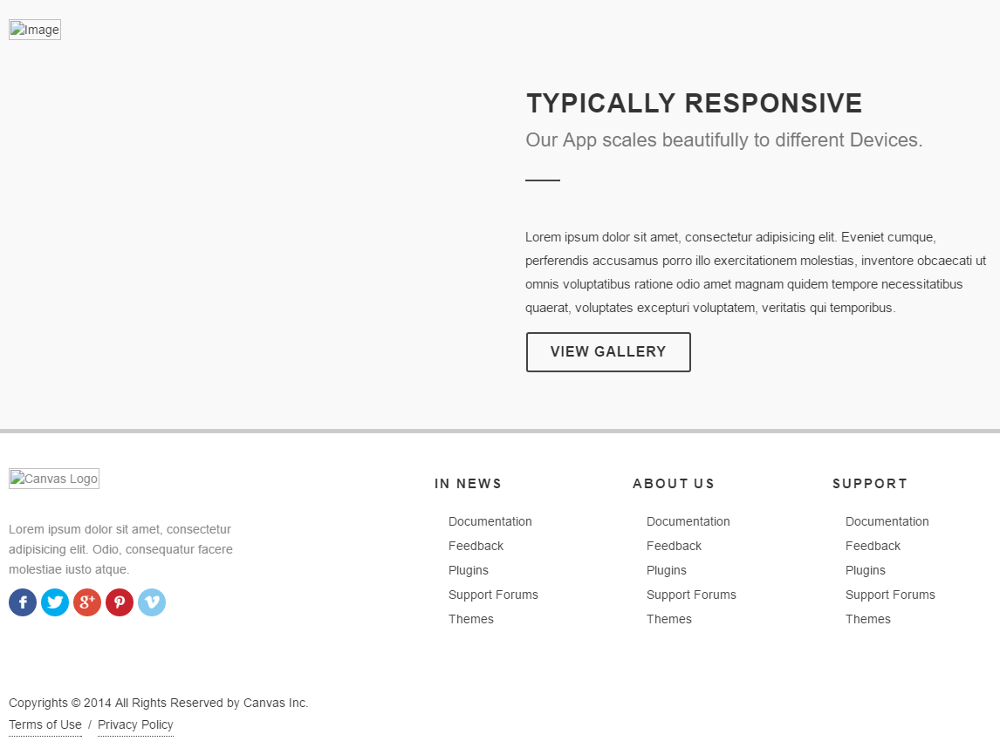 Image
TYPICALLY RESPONSIVE
Our App scales beautifully to different Devices.
Lorem ipsum dolor sit amet, consectetur adipisicing elit. Eveniet cumque,
perferendis accusamus porro illo exercitationem molestias, inventore obcaecati ut
omnis voluptatibus ratione odio amet magnam quidem tempore necessitatibus
quaerat, voluptates excepturi voluptatem, veritatis qui temporibus.
VIEW GALLERY
Canvas Logo
Lorem ipsum dolor sit amet, consectetur
adipisicing elit. Odio, consequatur facere
molestiae iusto atque.
IN NEWS
Documentation
Feedback
Plugins
Support Forums
Themes
ABOUT US
Documentation
Feedback
Plugins
Support Forums
Themes
SUPPORT
Documentation
Feedback
Plugins
Support Forums
Themes
Copyrights © 2014 All Rights Reserved by Canvas Inc.
Terms of Use / Privacy Policy